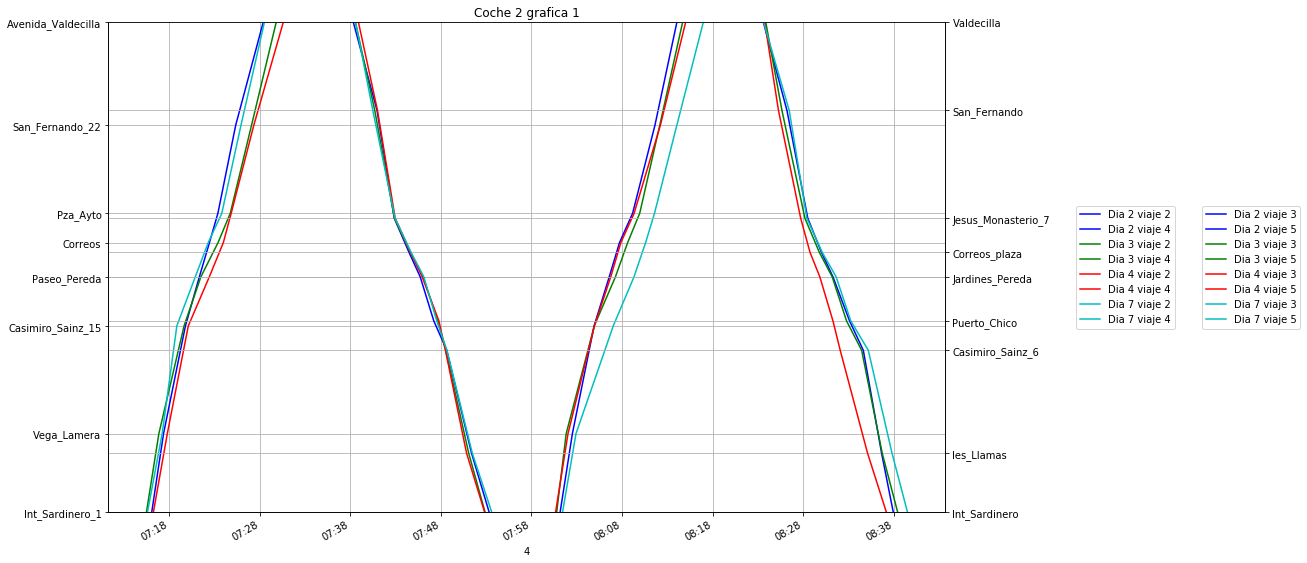 Coche 2 grafica 1
Avenida_Valdecilla
San_Fernando_22
Pza_Ayto
Correos
Paseo_Pereda
Casimiro_Sainz_15
Vega_Lamera
Int_Sardinero_1
Valdecilla
San_Fernando
Jesus_Monasterio_7
Correos_plaza
Jardines_Pereda
Puerto_Chico
Casimiro_Sainz_6
Ies_Llamas
Int_Sardinero
07:18
07:28
07:38
07:48
07:58
08:08
08:18
08:28
08:38
4
Dia 2 viaje 2
Dia 2 viaje 4
Dia 3 viaje 2
Dia 3 viaje 4
Dia 4 viaje 2
Dia 4 viaje 4
Dia 7 viaje 2
Dia 7 viaje 4
Dia 2 viaje 3
Dia 2 viaje 5
Dia 3 viaje 3
Dia 3 viaje 5
Dia 4 viaje 3
Dia 4 viaje 5
Dia 7 viaje 3
Dia 7 viaje 5